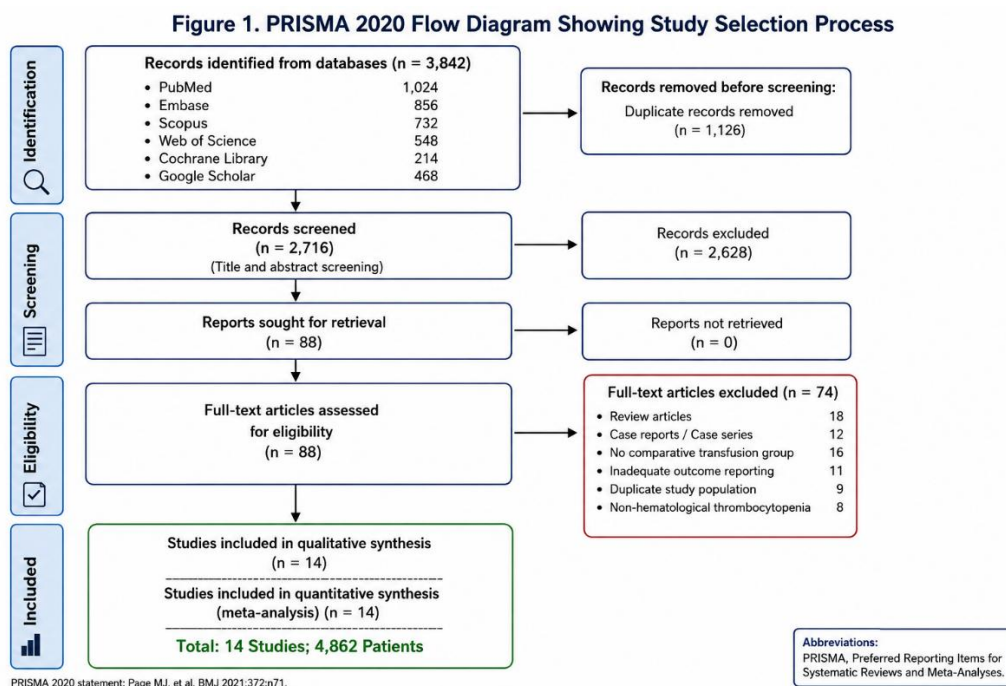 Figure 1. PRISMA 2020 Flow Diagram Showing Study Selection Process
Identification
Records identified from databases (n = 3,842)
• PubMed 1,024
• Embase 856
• Scopus 732
• Web of Science 548
• Cochrane Library 214
• Google Scholar 468
Records removed before screening:
Duplicate records removed
(n = 1,126)
Screening
Records screened
(n = 2,716)
(Title and abstract screening)
Records excluded
(n = 2,628)
Reports sought for retrieval
(n = 88)
Reports not retrieved
(n = 0)
Eligibility
Full-text articles assessed
for eligibility
(n = 88)
Full-text articles excluded (n = 74)
• Review articles 18
• Case reports / Case series 12
• No comparative transfusion group 16
• Inadequate outcome reporting 11
• Duplicate study population 9
• Non-hematological thrombocytopenia 8
Included
Studies included in qualitative synthesis
(n = 14)
Studies included in quantitative synthesis
(meta-analysis) (n = 14)
Total: 14 Studies; 4,862 Patients
Abbreviations:
PRISMA, Preferred Reporting Items for
Systematic Reviews and Meta-Analyses.
PRISMA 2020 statement: Page MJ, et al. BMJ 2021;372:n71.